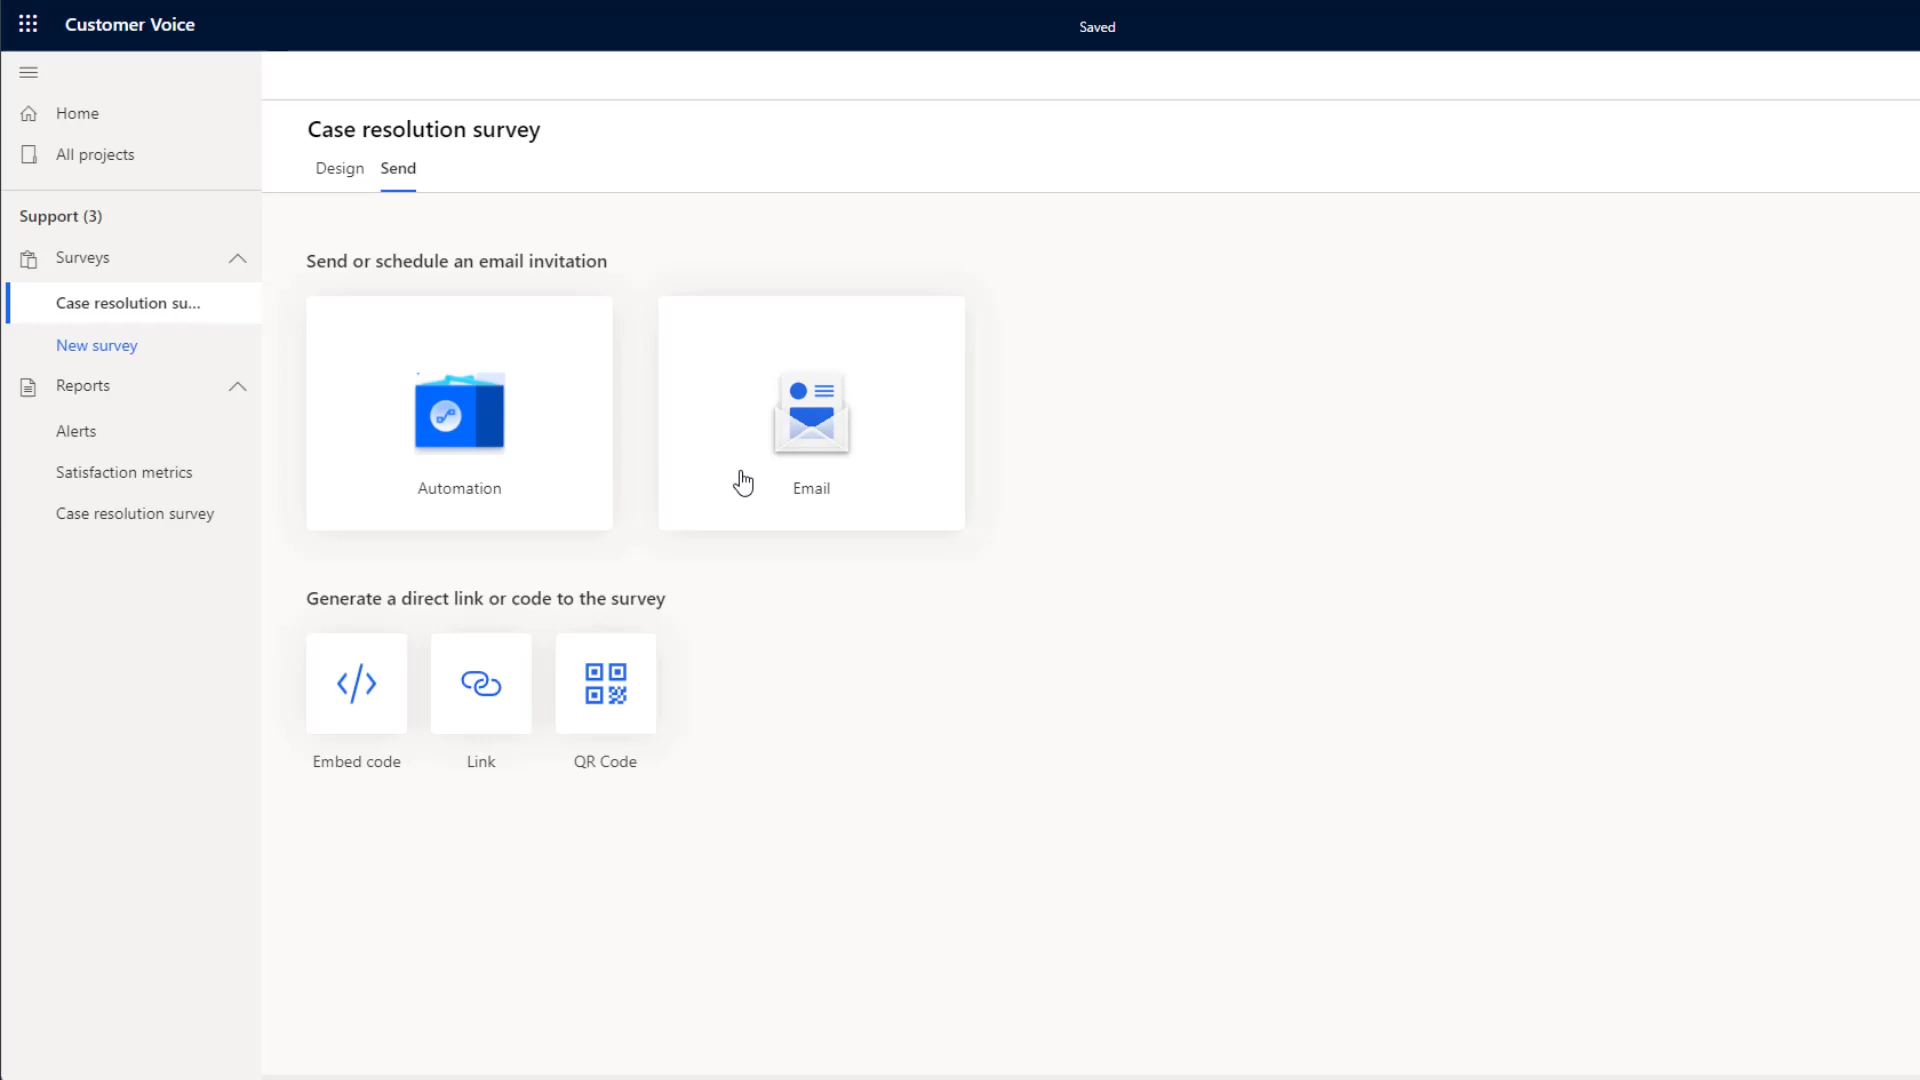 Customer Voice
Saved
Home
All projects
Support (3)
Surveys
Case resolution su...
New survey
Reports
Alerts
Satisfaction metrics
Case resolution survey
Case resolution survey
Design Send
Send or schedule an email invitation
Automation
Email
Generate a direct link or code to the survey
Embed code
Link
QR Code